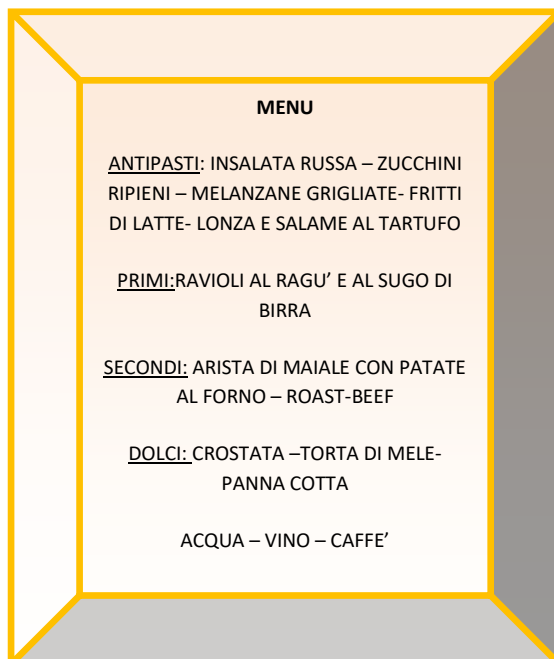 MENU
ANTIPASTI: INSALATA RUSSA – ZUCCHINI
RIPIENI – MELANZANE GRIGLIATE- FRITTI
DI LATTE- LONZA E SALAME AL TARTUFO
PRIMI:RAVIOLI AL RAGU’ E AL SUGO DI
BIRRA
SECONDI: ARISTA DI MAIALE CON PATATE
AL FORNO – ROAST-BEEF
DOLCI: CROSTATA –TORTA DI MELE-
PANNA COTTA
ACQUA – VINO – CAFFE’